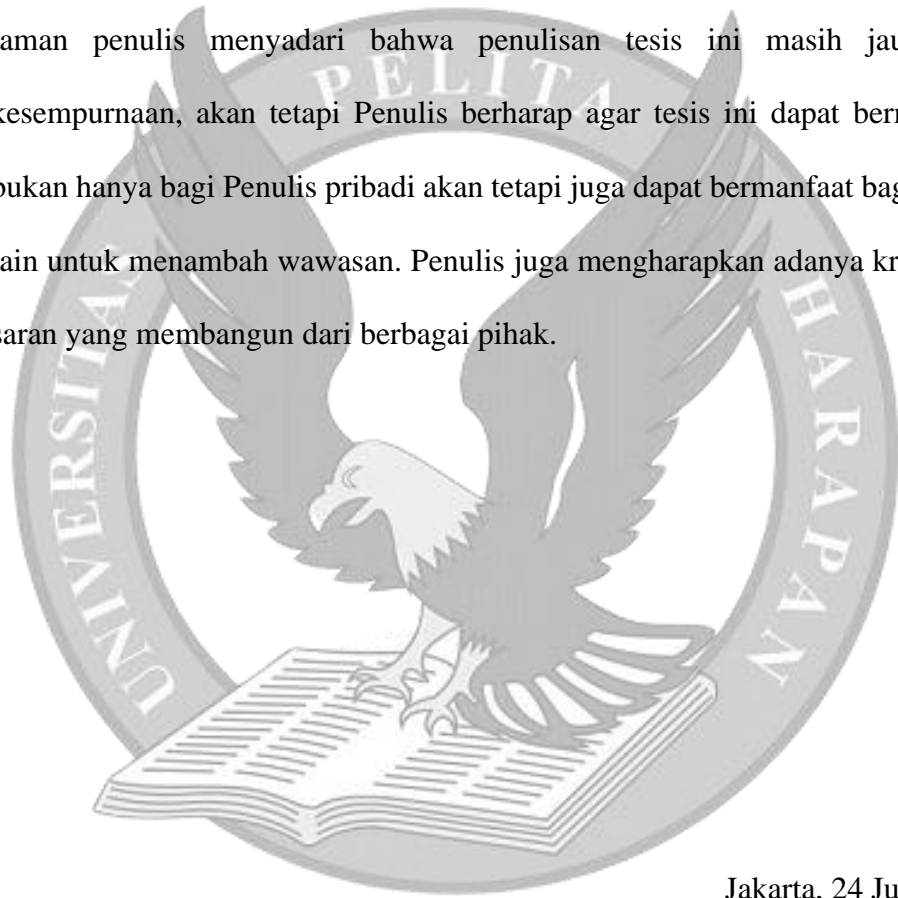 aman penulis menyadari bahwa penulisan tesis ini masih jau
kesempurnaan, akan tetapi Penulis berharap agar tesis ini dapat ber
bukan hanya bagi Penulis pribadi akan tetapi juga dapat bermanfaat bag
ain untuk menambah wawasan. Penulis juga mengharapkan adanya kr
saran yang membangun dari berbagai pihak.
UNIVERSITAS PELITA HARAPAN
Jakarta, 24 Ju